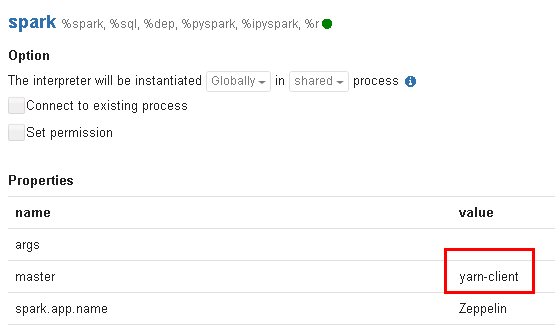 spark %spark, %sql, %dep, %pyspark, %ipyspark, %r
Option
The interpreter will be instantiated Globally in shared process
Connect to existing process
Set permission
Properties
name value
args
master yarn-client
spark.app.name Zeppelin